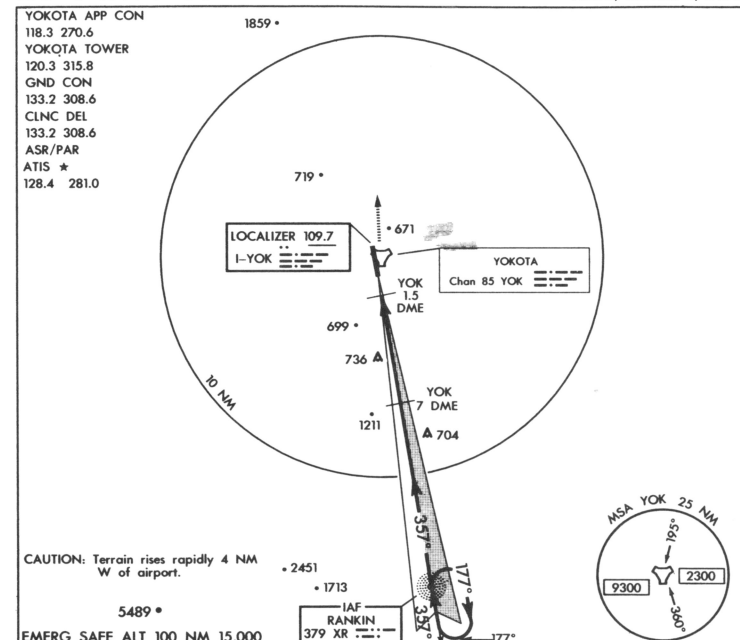 YOKOTA APP CON
118.3 270.6
YOKOTA TOWER
120.3 315.8
GND CON
133.2 308.6
CLNC DEL
133.2 308.6
ASR/PAR
ATIS ★
128.4 281.0
1859
719
671
LOCALIZER 109.7
I-YOK
YOKOTA
Chan 85 YOK
YOK
1.5
DME
699
736
10 NM
YOK
7 DME
1211
704
357°
177°
CAUTION: Terrain rises rapidly 4 NM
W of airport.
2451
1713
5489
EMERG SAFE ALT 100 NM 15,000
IAF
RANKIN
379 XR
357°
177°
MSA YOK 25 NM
195°
9300
2300
360°